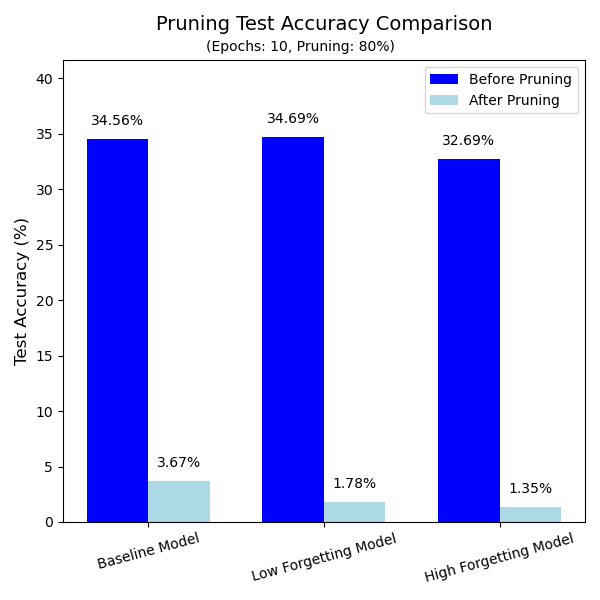 Pruning Test Accuracy Comparison
(Epochs: 10, Pruning: 80%)
Before Pruning
After Pruning
Test Accuracy (%)
40
35
30
25
20
15
10
5
0
34.56%
3.67%
34.69%
1.78%
32.69%
1.35%
Baseline Model
Low Forgetting Model
High Forgetting Model